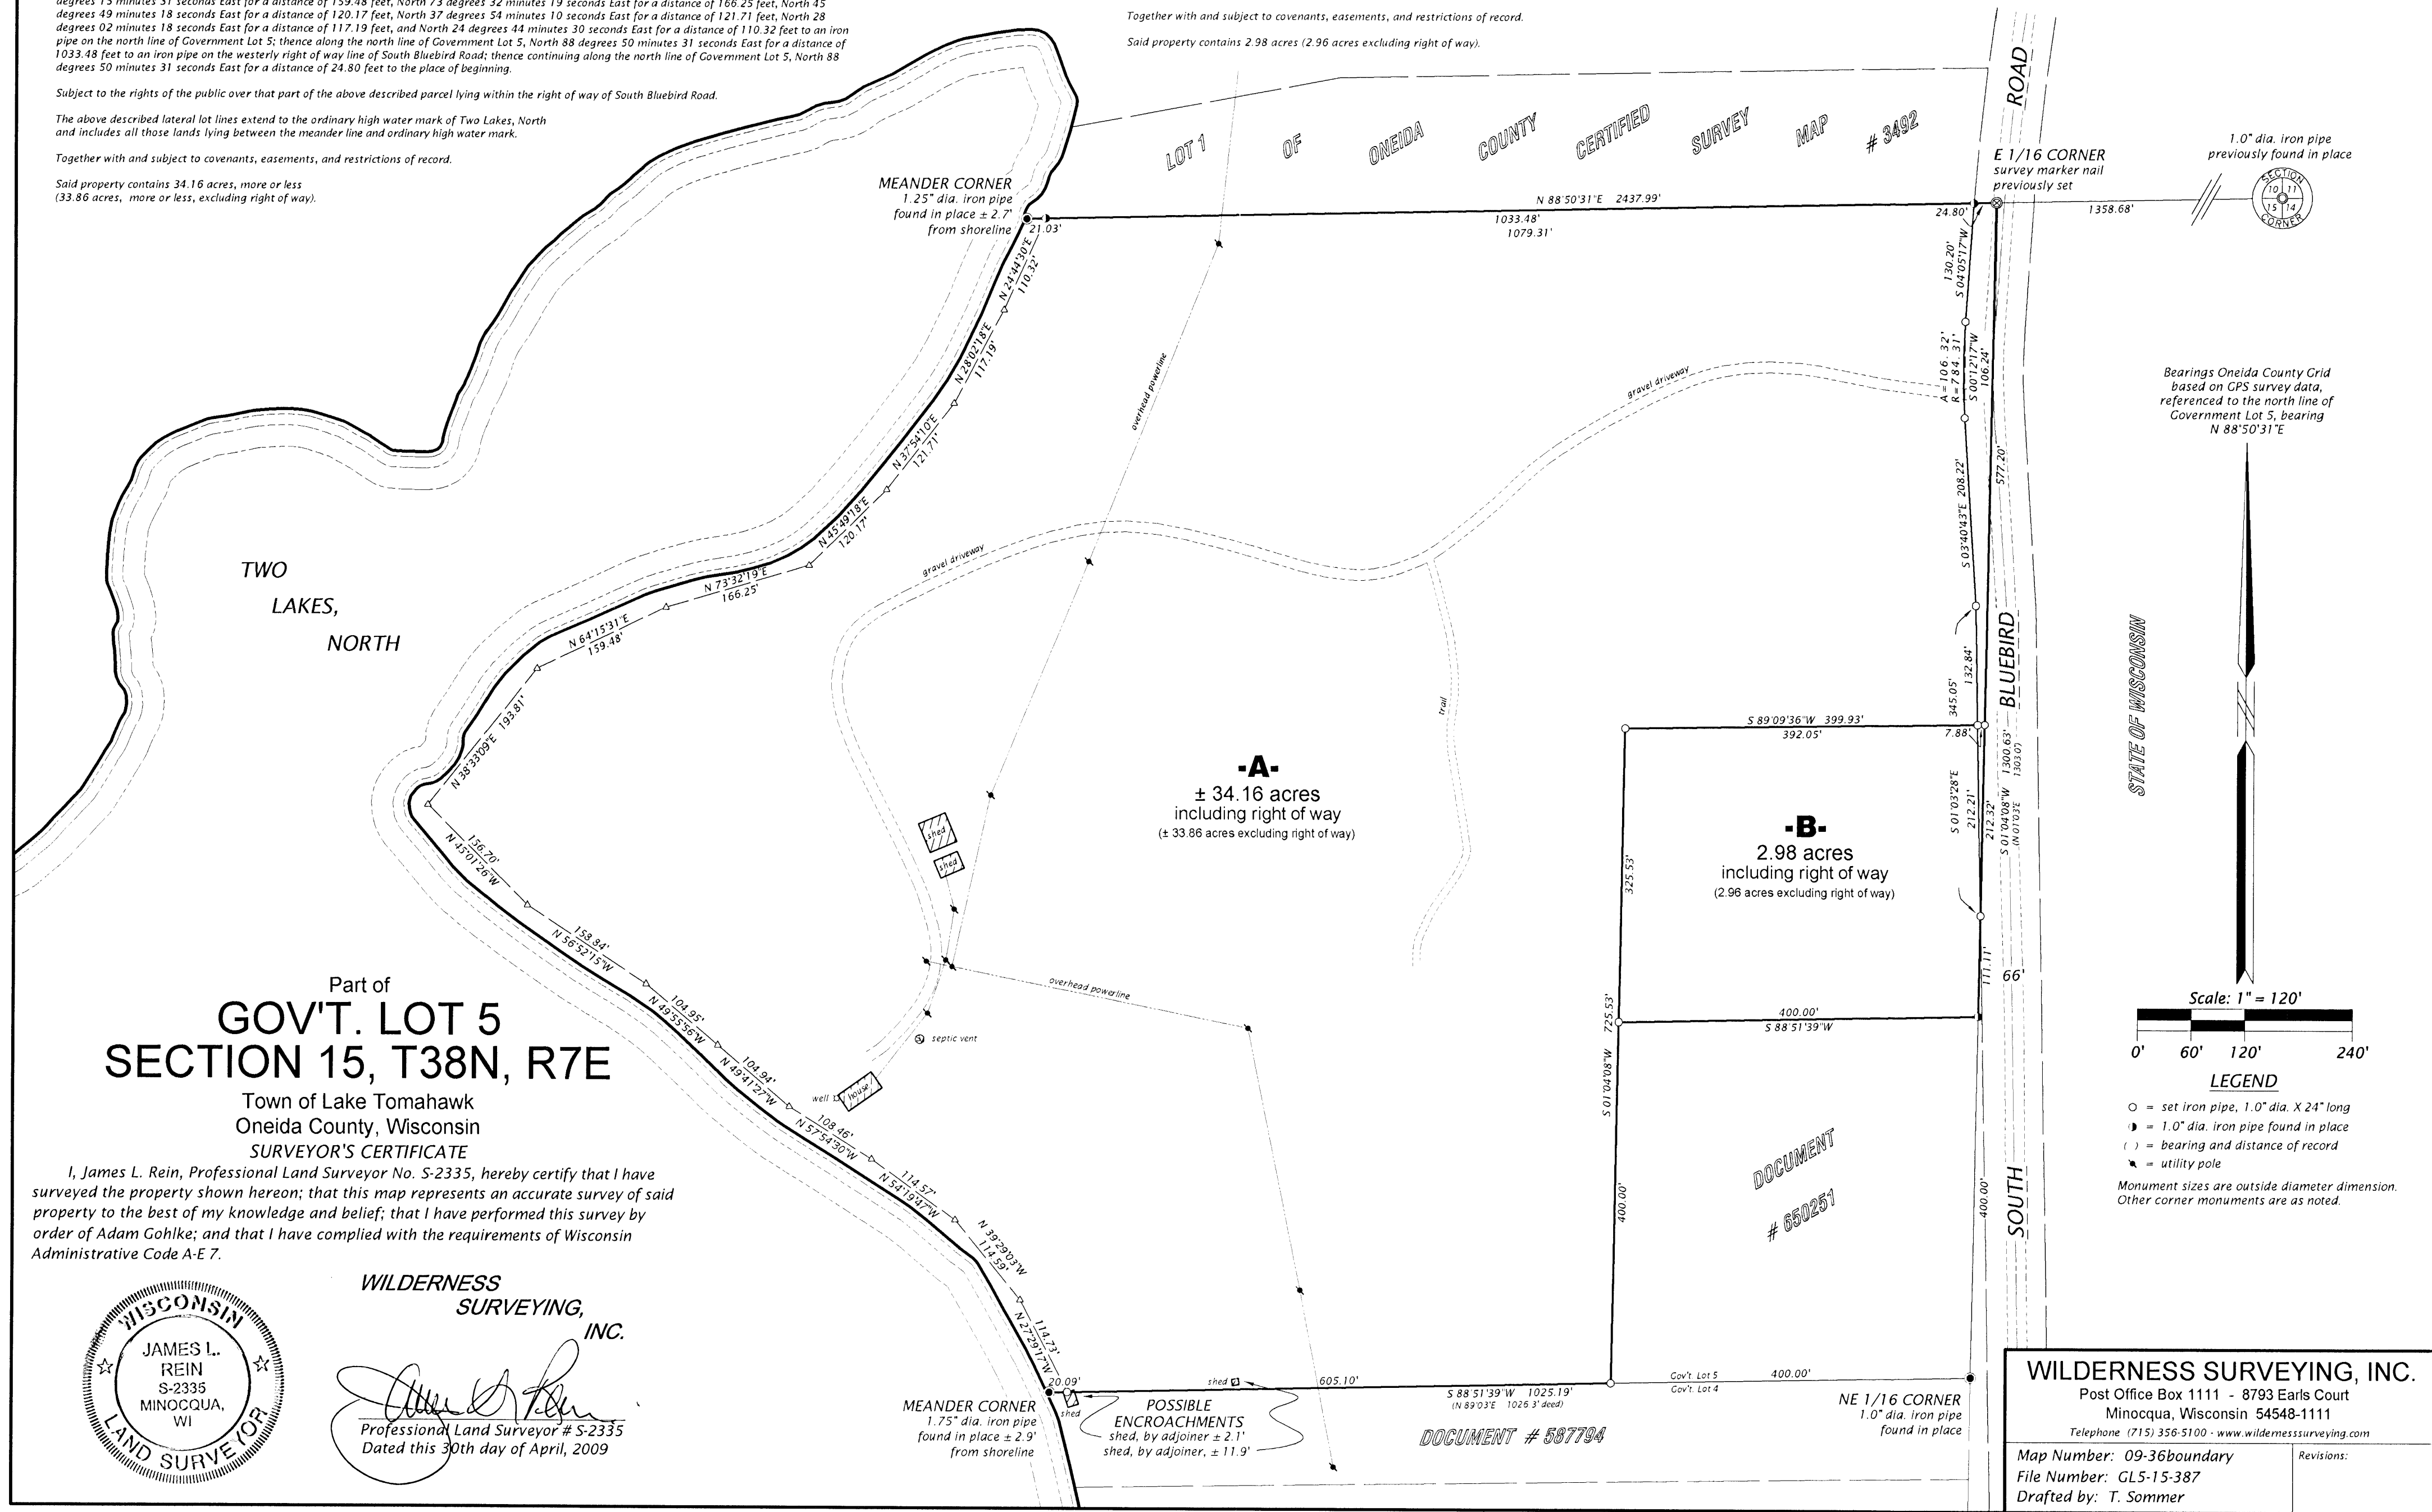 degrees 15 minutes 31 seconds East for a distance of 159.48 feet, North 73 degrees 32 minutes 19 seconds East for a distance of 166.25 feet, North 45
degrees 49 minutes 18 seconds East for a distance of 120.17 feet, North 37 degrees 54 minutes 10 seconds East for a distance of 121.71 feet, North 28
degrees 02 minutes 18 seconds East for a distance of 117.19 feet, and North 24 degrees 44 minutes 30 seconds East for a distance of 110.32 feet to an iron
pipe on the north line of Government Lot 5; thence along the north line of Government Lot 5, North 88 degrees 50 minutes 31 seconds East for a distance of
1033.48 feet to an iron pipe on the westerly right of way line of South Bluebird Road; thence continuing along the north line of Government Lot 5, North 88
degrees 50 minutes 31 seconds East for a distance of 24.80 feet to the place of beginning.
Subject to the rights of the public over that part of the above described parcel lying within the right of way of South Bluebird Road.
The above described lateral lot lines extend to the ordinary high water mark of Two Lakes, North
and includes all those lands lying between the meander line and ordinary high water mark.
Together with and subject to covenants, easements, and restrictions of record.
Said property contains 34.16 acres, more or less
(33.86 acres, more or less, excluding right of way).
Together with and subject to covenants, easements, and restrictions of record.
Said property contains 2.98 acres (2.96 acres excluding right of way).
LOT 1 OF ONEIDA COUNTY CERTIFIED SURVEY MAP # 3492
ROAD
E 1/16 CORNER
survey marker nail
previously set
1.0" dia. iron pipe
previously found in place
SECTION
10 11
15 14
CORNER
1358.68'
MEANDER CORNER
1.25" dia. iron pipe
found in place ± 2.7'
from shoreline
21.03'
N 88°50'31"E 2437.99'
1033.48'
1079.31'
24.80'
130.20'
S 04°05'17"W
A=106.32'
R=784.31'
S 00°12'17"W
106.24'
577.20'
S 03°40'43"E 208.22'
132.84'
345.05'
BLUEBIRD
N 24°44'30"E
110.32'
N 28°02'18"E
117.19'
N 37°54'10"E
121.71'
N 45°49'18"E
120.17'
N 73°32'19"E
166.25'
N 64°15'31"E
159.48'
N 38°33'09"E 193.81'
156.70'
N 45°01'26"W
158.84'
N 56°52'15"W
104.95'
N 49°55'56"W
104.94'
N 49°41'27"W
108.46'
N 57°54'30"W
114.57'
N 54°19'47"W
N 39°29'03"W
114.59'
114.73'
N 27°29'17"W
overhead powerline
gravel driveway
gravel driveway
trail
Bearings Oneida County Grid
based on GPS survey data,
referenced to the north line of
Government Lot 5, bearing
N 88°50'31"E
STATE OF WISCONSIN
TWO
LAKES,
NORTH
-A-
± 34.16 acres
including right of way
(± 33.86 acres excluding right of way)
S 89°09'36"W 399.93'
392.05'
7.88'
-B-
2.98 acres
including right of way
(2.96 acres excluding right of way)
325.53'
S 01°03'28"E
212.21'
212.32'
S 01°04'08"W 1300.63'
(N 01°03'E 1303.0')
111.11'
66'
400.00'
S 88°51'39"W
S 01°04'08"W 725.53'
400.00'
400.00'
SOUTH
shed
shed
overhead powerline
septic vent
well
house
DOCUMENT
# 650251
Scale: 1" = 120'
0' 60' 120' 240'
LEGEND
= set iron pipe, 1.0" dia. X 24" long
= 1.0" dia. iron pipe found in place
( ) = bearing and distance of record
= utility pole
Monument sizes are outside diameter dimension.
Other corner monuments are as noted.
Part of
GOV'T. LOT 5
SECTION 15, T38N, R7E
Town of Lake Tomahawk
Oneida County, Wisconsin
SURVEYOR'S CERTIFICATE
I, James L. Rein, Professional Land Surveyor No. S-2335, hereby certify that I have
surveyed the property shown hereon; that this map represents an accurate survey of said
property to the best of my knowledge and belief; that I have performed this survey by
order of Adam Gohlke; and that I have complied with the requirements of Wisconsin
Administrative Code A-E 7.
WISCONSIN
JAMES L.
REIN
S-2335
MINOCQUA,
WI
LAND SURVEYOR
WILDERNESS
SURVEYING,
INC.
Professional Land Surveyor # S-2335
Dated this 30th day of April, 2009
MEANDER CORNER
1.75" dia. iron pipe
found in place ± 2.9'
from shoreline
20.09'
shed
shed
605.10'
POSSIBLE
ENCROACHMENTS
shed, by adjoiner ± 2.1'
shed, by adjoiner, ± 11.9'
S 88°51'39"W 1025.19'
(N 89°03'E 1026.3' deed)
DOCUMENT # 587794
Gov't. Lot 5
Gov't. Lot 4
400.00'
NE 1/16 CORNER
1.0" dia. iron pipe
found in place
WILDERNESS SURVEYING, INC.
Post Office Box 1111 - 8793 Earls Court
Minocqua, Wisconsin 54548-1111
Telephone (715) 356-5100 - www.wildernesssurveying.com
Map Number: 09-36boundary
File Number: GL5-15-387
Drafted by: T. Sommer
Revisions: